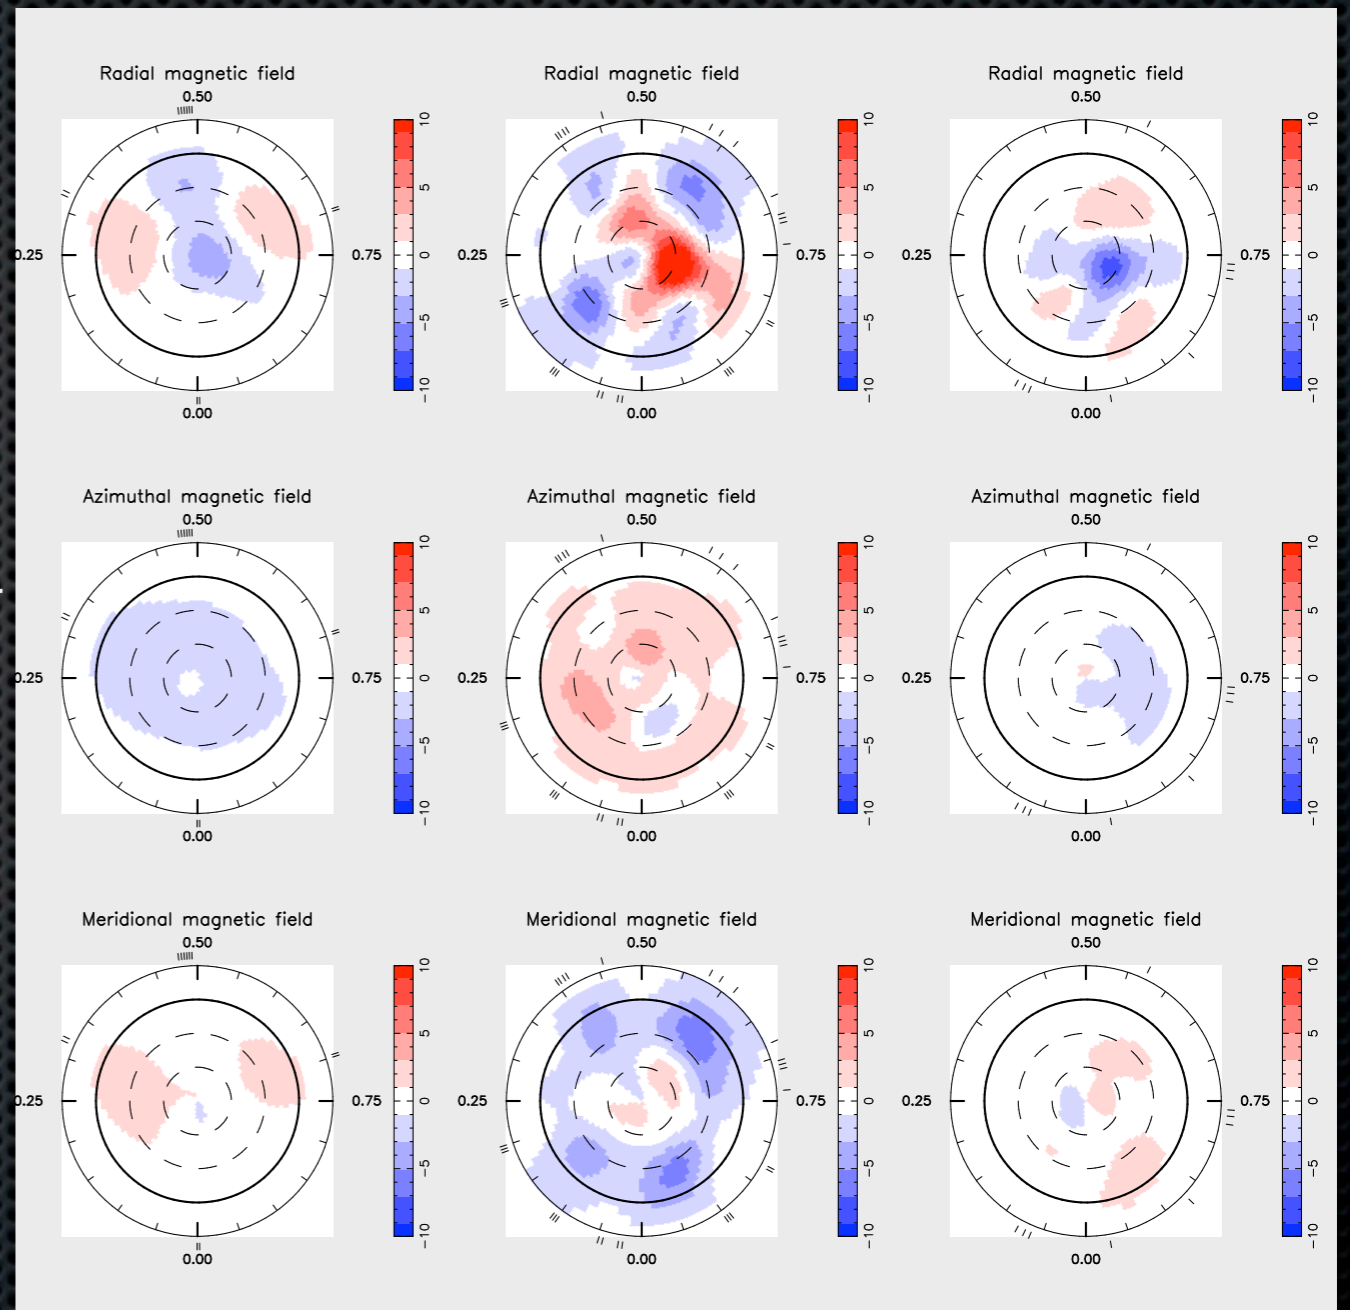 Radial magnetic field Radial magnetic field Radial magnetic field
0.50 0.50 0.50
10 10 10
5 5 5
0.25 0.75 0 0.25 0.75 0 0.25 0.75 0
−5 −5 −5
−10 −10 −10
0.00 0.00 0.00
Azimuthal magnetic field Azimuthal magnetic field Azimuthal magnetic field
0.50 0.50 0.50
10 10 10
5 5 5
0.25 0.75 0 0.25 0.75 0 0.25 0.75 0
−5 −5 −5
−10 −10 −10
0.00 0.00 0.00
Meridional magnetic field Meridional magnetic field Meridional magnetic field
0.50 0.50 0.50
10 10 10
5 5 5
0.25 0.75 0 0.25 0.75 0 0.25 0.75 0
−5 −5 −5
−10 −10 −10
0.00 0.00 0.00